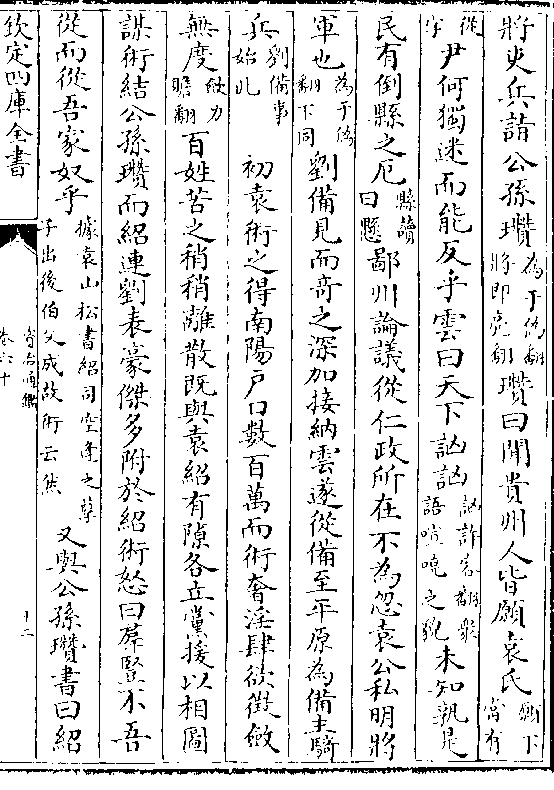 將吏兵詣公孫瓚為于偽翻將即亮翻瓚曰聞貴州人皆願袁氏鄉下當有
從字尹何獨迷而能反乎雲曰天下訩訩訩許容翻眾語喧嘵之貌未知孰是
民有倒縣之厄縣讀曰懸鄙州論議從仁政所在不為忽袁公私明將
軍也為于偽翻下同劉備見而奇之深加接納雲遂從備至平原為備主騎
兵劉備事始此初袁術之得南陽戶口數百萬而術奢淫肆欲徵斂
無度斂力贍翻百姓苦之稍稍離散既與袁紹有隙各立黨援以相圖
謀術結公孫瓚而紹連劉表豪傑多附於紹術怒曰羣豎不吾
從而從吾家奴乎據袁山松書紹司空逢之孽子出後伯父成故術云然又與公孫瓚書曰紹
欽定四庫全書
資治通鑑
卷六十
十二